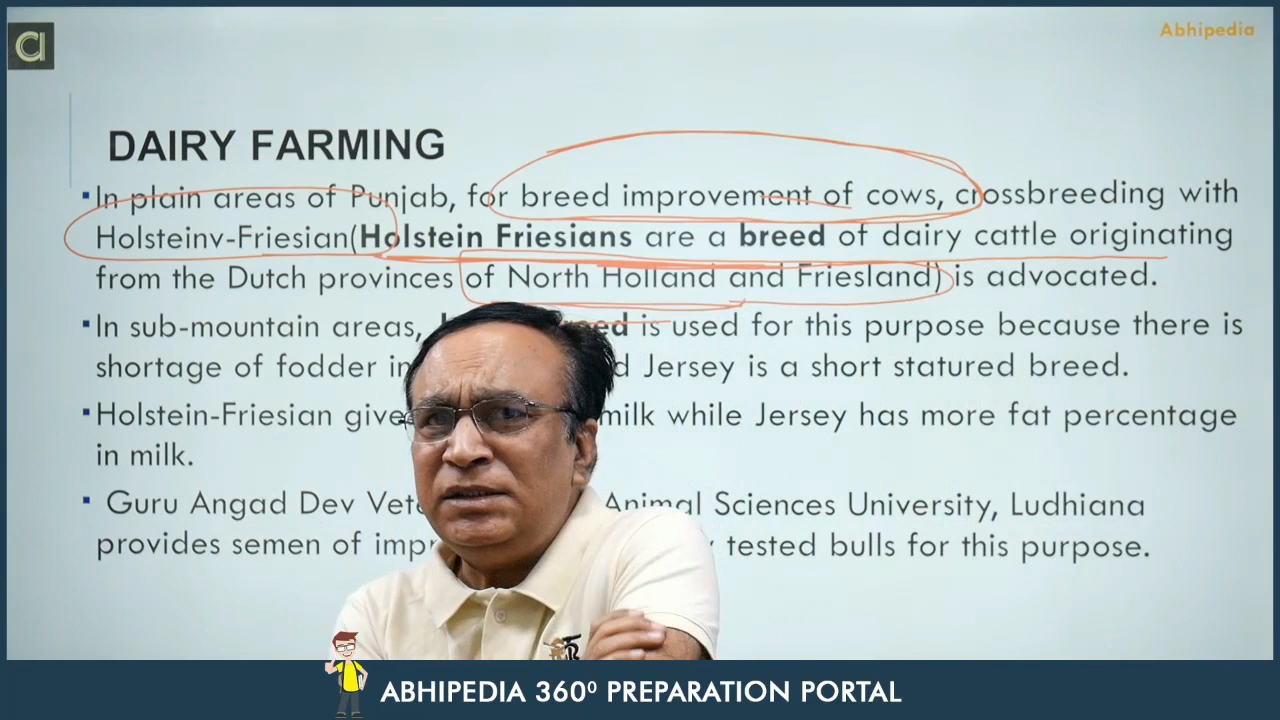 Abhipedia
DAIRY FARMING
In plain areas of Punjab, for breed improvement of cows, crossbreeding with
Holsteinv-Friesian(Holstein Friesians are a breed of dairy cattle originating
from the Dutch provinces of North Holland and Friesland) is advocated.
In sub-mountain areas, is used for this purpose because there is
shortage of fodder in Jersey is a short statured breed.
Holstein-Friesian milk while Jersey has more fat percentage
in milk.
Guru Angad Dev Animal Sciences University, Ludhiana
provides semen of tested bulls for this purpose.
ABHIPEDIA 360⁰ PREPARATION PORTAL